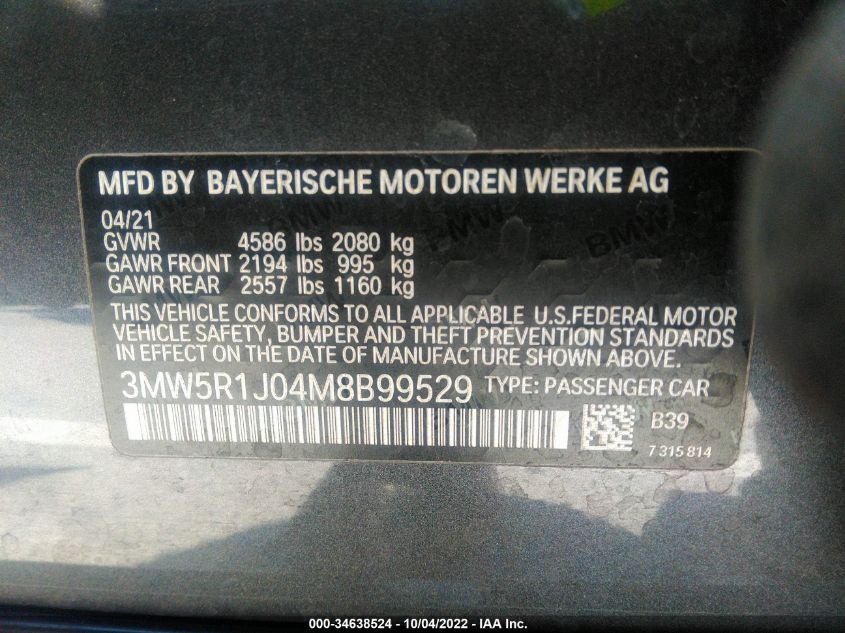 MFD BY BAYERISCHE MOTOREN WERKE AG
04/21
GVWR 4586 lbs 2080 kg
GAWR FRONT 2194 lbs 995 kg
GAWR REAR 2557 lbs 1160 kg
THIS VEHICLE CONFORMS TO ALL APPLICABLE U.S.FEDERAL MOTOR
VEHICLE SAFETY, BUMPER AND THEFT PREVENTION STANDARDS
IN EFFECT ON THE DATE OF MANUFACTURE SHOWN ABOVE.
3MW5R1J04M8B99529 TYPE: PASSENGER CAR
B39
7 315 814
BMW
BMW
BMW
000-34638524 - 10/04/2022 - IAA Inc.